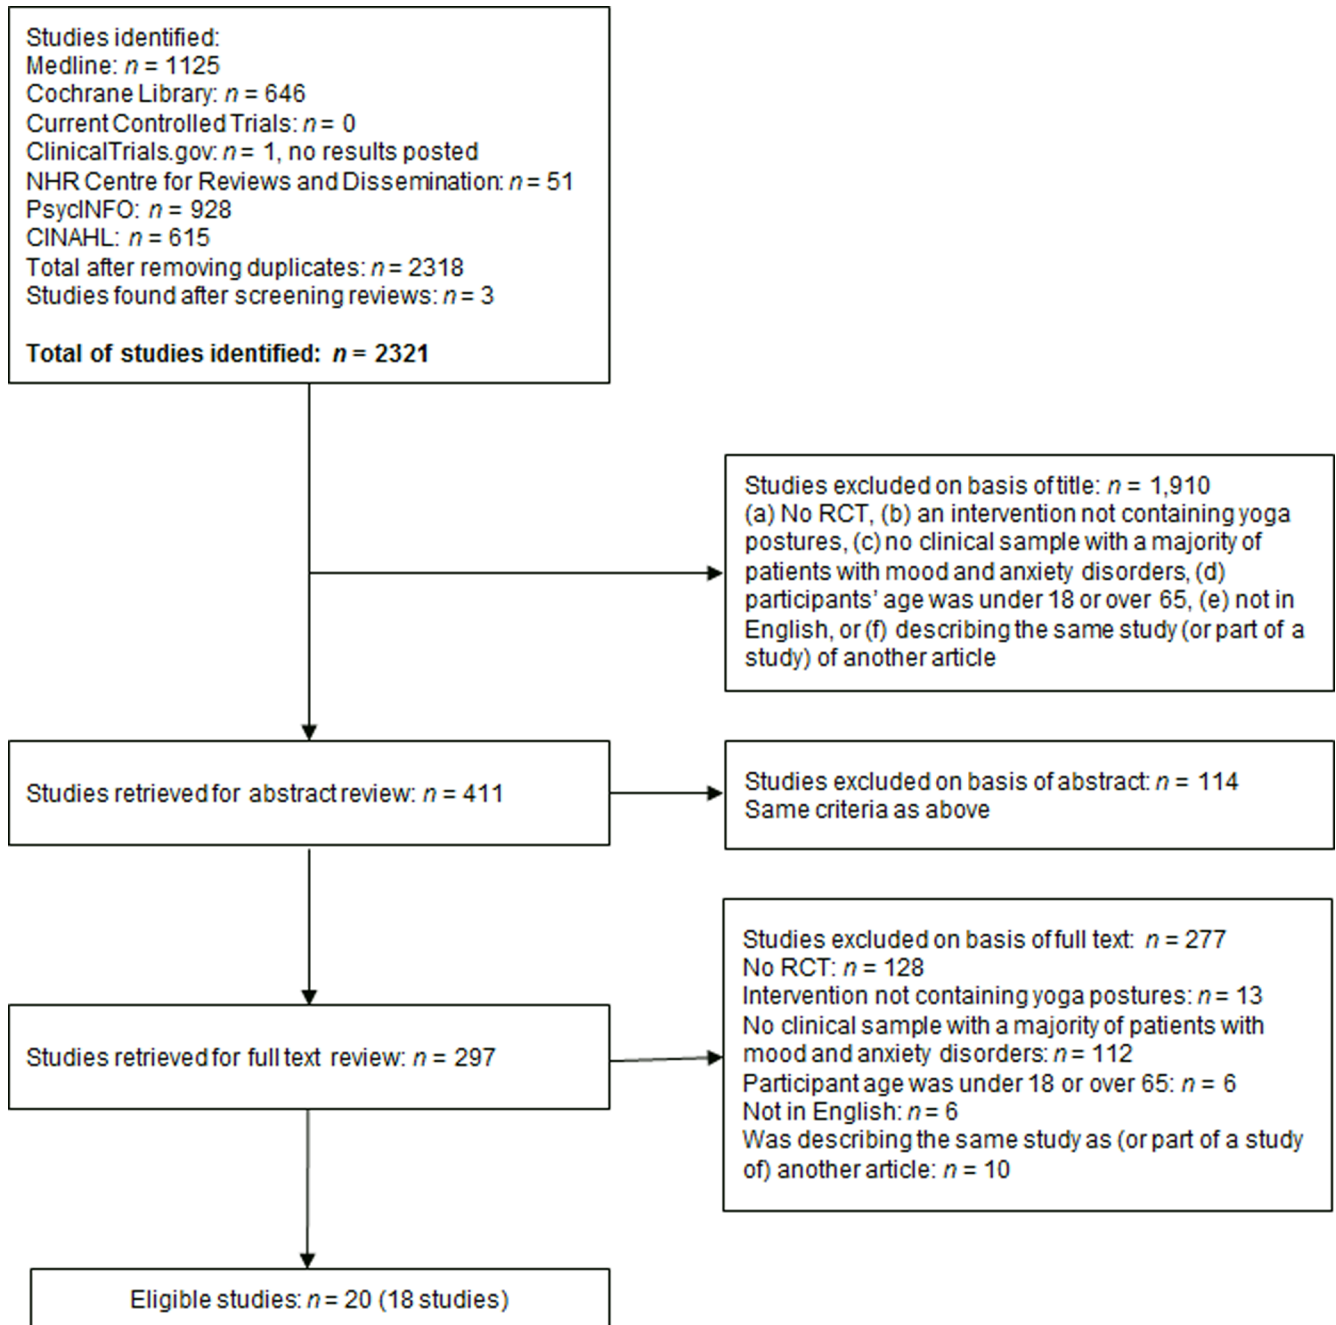 Studies identified:
Medline: n = 1125
Cochrane Library: n = 646
Current Controlled Trials: n = 0
ClinicalTrials.gov: n = 1, no results posted
NHR Centre for Reviews and Dissemination: n = 51
PsycINFO: n = 928
CINAHL: n = 615
Total after removing duplicates: n = 2318
Studies found after screening reviews: n = 3
Total of studies identified: n = 2321
Studies excluded on basis of title: n = 1,910
(a) No RCT, (b) an intervention not containing yoga
postures, (c) no clinical sample with a majority of
patients with mood and anxiety disorders, (d)
participants’ age was under 18 or over 65, (e) not in
English, or (f) describing the same study (or part of a
study) of another article
Studies retrieved for abstract review: n = 411
Studies excluded on basis of abstract: n = 114
Same criteria as above
Studies retrieved for full text review: n = 297
Studies excluded on basis of full text: n = 277
No RCT: n = 128
Intervention not containing yoga postures: n = 13
No clinical sample with a majority of patients with
mood and anxiety disorders: n = 112
Participant age was under 18 or over 65: n = 6
Not in English: n = 6
Was describing the same study as (or part of a study
of) another article: n = 10
Eligible studies: n = 20 (18 studies)